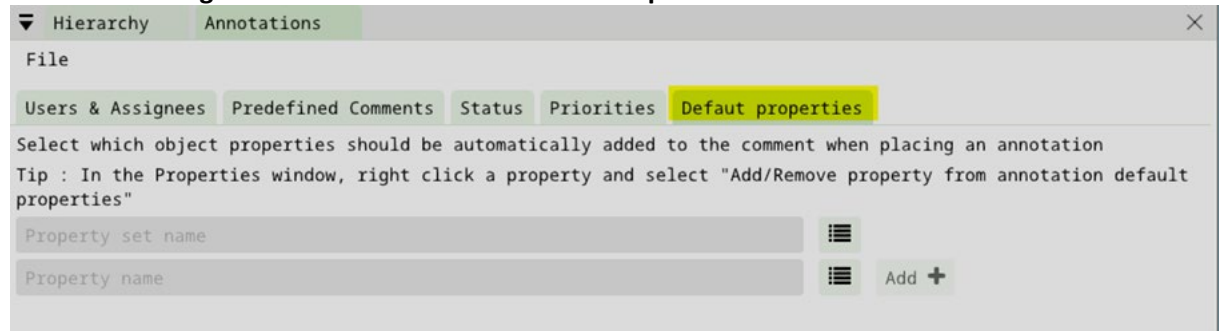 Hierarchy Annotations
File
Users & Assignees Predefined Comments Status Priorities Defaut properties
Select which object properties should be automatically added to the comment when placing an annotation
Tip : In the Properties window, right click a property and select "Add/Remove property from annotation default
properties"
Property set name
Property name Add